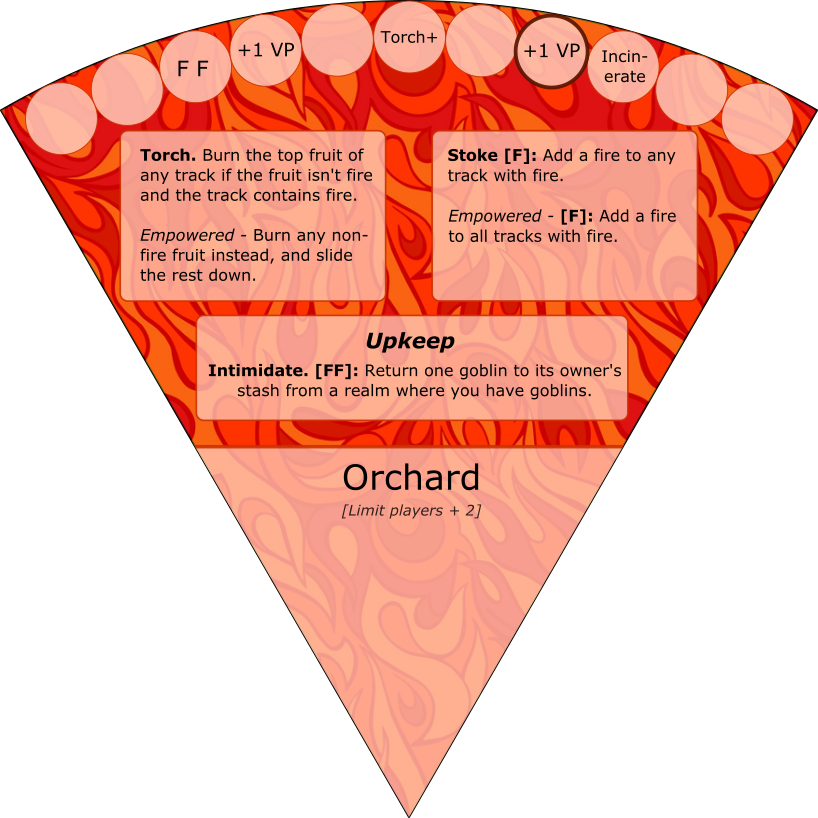 F F
+1 VP
Torch+
+1 VP
Incin-
erate
Torch. Burn the top fruit of
any track if the fruit isn't fire
and the track contains fire.
Empowered - Burn any non-
fire fruit instead, and slide
the rest down.
Stoke [F]: Add a fire to any
track with fire.
Empowered - [F]: Add a fire
to all tracks with fire.
Upkeep
Intimidate. [FF]: Return one goblin to its owner's
stash from a realm where you have goblins.
Orchard
[Limit players + 2]